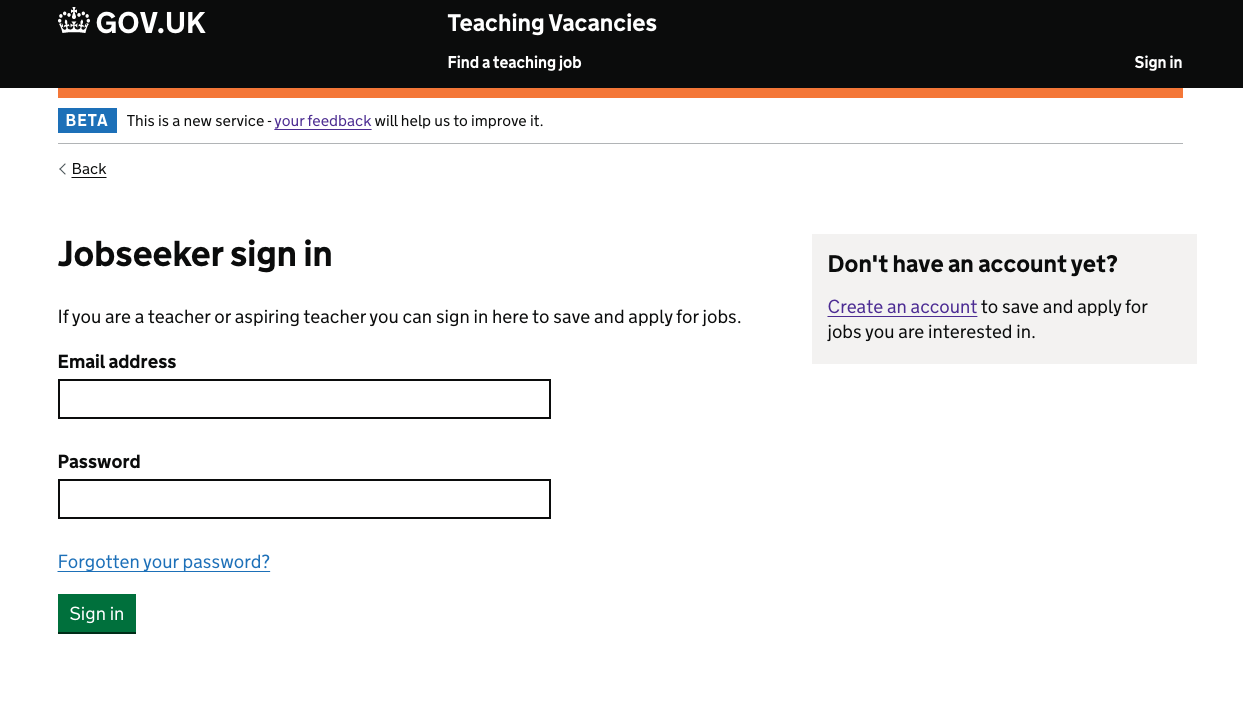 GOV.UK
Teaching Vacancies
Find a teaching job
Sign in
BETA This is a new service - your feedback will help us to improve it.
Back
Jobseeker sign in
If you are a teacher or aspiring teacher you can sign in here to save and apply for jobs.
Email address
Password
Forgotten your password?
Sign in
Don't have an account yet?
Create an account to save and apply for
jobs you are interested in.